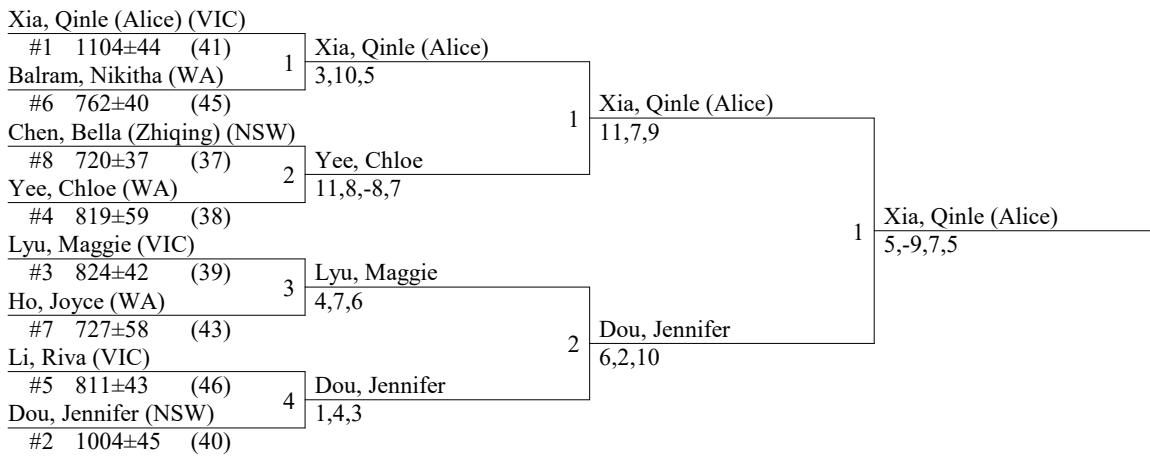 Xia, Qinle (Alice) (VIC)
#1 1104±44 (41)
Balram, Nikitha (WA)
#6 762±40 (45)
Chen, Bella (Zhiqing) (NSW)
#8 720±37 (37)
Yee, Chloe (WA)
#4 819±59 (38)
Lyu, Maggie (VIC)
#3 824±42 (39)
Ho, Joyce (WA)
#7 727±58 (43)
Li, Riva (VIC)
#5 811±43 (46)
Dou, Jennifer (NSW)
#2 1004±45 (40)
1
Xia, Qinle (Alice)
3,10,5
2
Yee, Chloe
11,8,-8,7
3
Lyu, Maggie
4,7,6
4
Dou, Jennifer
1,4,3
1
Xia, Qinle (Alice)
11,7,9
2
Dou, Jennifer
6,2,10
1
Xia, Qinle (Alice)
5,-9,7,5